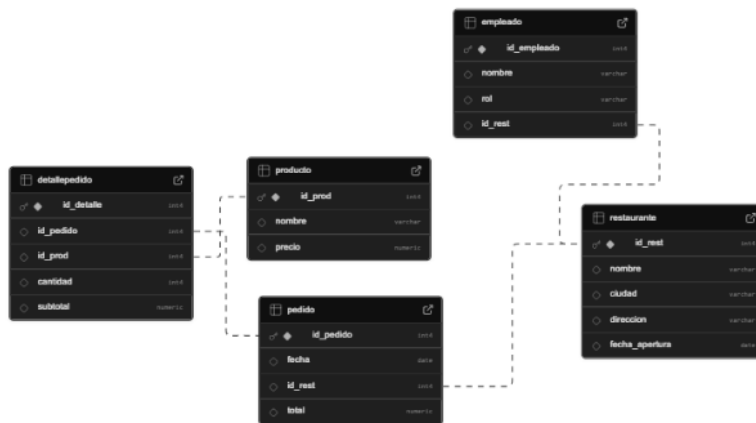 empleado
id_empleado int4
nombre varchar
rol varchar
id_rest int4
detallepedido
id_detalle int4
id_pedido int4
id_prod int4
cantidad int4
subtotal numeric
producto
id_prod int4
nombre varchar
precio numeric
pedido
id_pedido int4
fecha date
id_rest int4
total numeric
restaurante
id_rest int4
nombre varchar
ciudad varchar
direccion varchar
fecha_apertura date